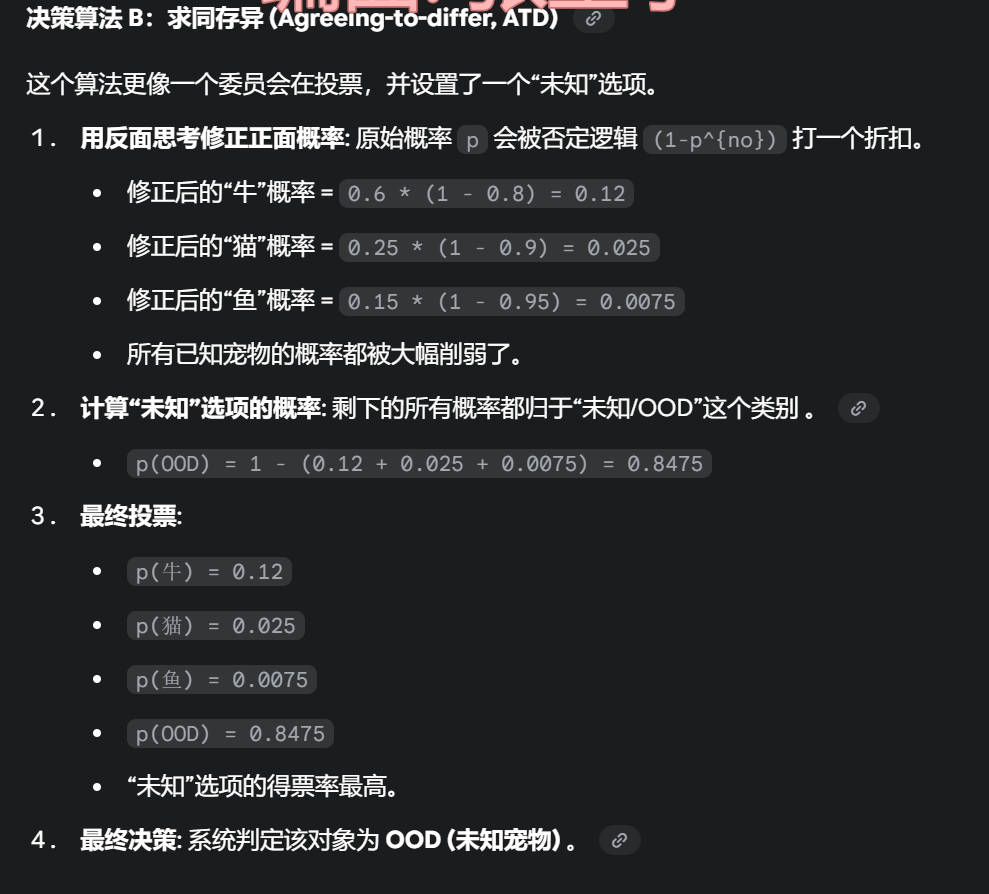 决策算法 B：求同存异 (Agreeing-to-differ, ATD)
这个算法更像一个委员会在投票，并设置了一个“未知”选项。
1. 用反面思考修正正面概率: 原始概率 p 会被否定逻辑 (1-p^{no}) 打一个折扣。
• 修正后的“牛”概率 = 0.6 * (1 - 0.8) = 0.12
• 修正后的“猫”概率 = 0.25 * (1 - 0.9) = 0.025
• 修正后的“鱼”概率 = 0.15 * (1 - 0.95) = 0.0075
• 所有已知宠物的概率都被大幅削弱了。
2. 计算“未知”选项的概率: 剩下的所有概率都归于“未知/OOD”这个类别 。
• p(OOD) = 1 - (0.12 + 0.025 + 0.0075) = 0.8475
3. 最终投票:
• p(牛) = 0.12
• p(猫) = 0.025
• p(鱼) = 0.0075
• p(OOD) = 0.8475
• “未知”选项的得票率最高。
4. 最终决策: 系统判定该对象为 OOD (未知宠物) 。